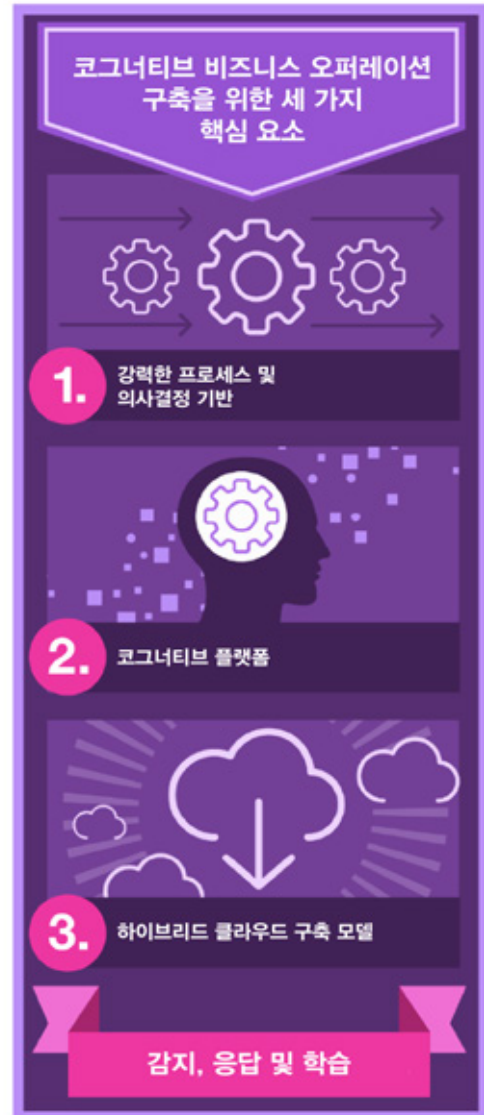 코그너티브 비즈니스 오퍼레이션
구축을 위한 세 가지
핵심 요소
1.
강력한 프로세스 및
의사결정 기반
2.
코그너티브 플랫폼
3.
하이브리드 클라우드 구축 모델
감지, 응답 및 학습